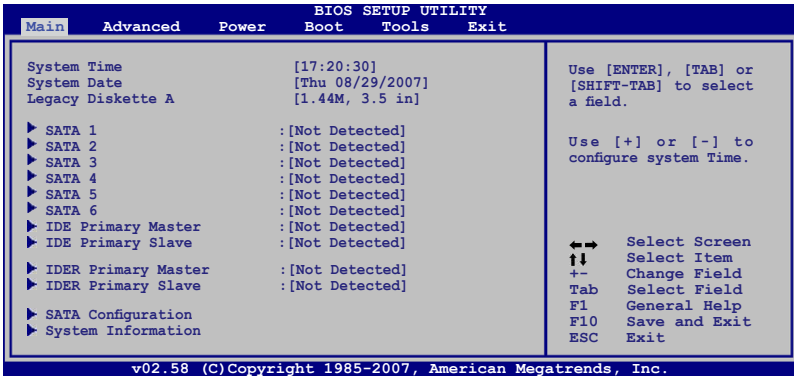 BIOS SETUP UTILITY
Main Advanced Power Boot Tools Exit
System Time [17:20:30]
System Date [Thu 08/29/2007]
Legacy Diskette A [1.44M, 3.5 in]
SATA 1 :[Not Detected]
SATA 2 :[Not Detected]
SATA 3 :[Not Detected]
SATA 4 :[Not Detected]
SATA 5 :[Not Detected]
SATA 6 :[Not Detected]
IDE Primary Master :[Not Detected]
IDE Primary Slave :[Not Detected]
IDER Primary Master :[Not Detected]
IDER Primary Slave :[Not Detected]
SATA Configuration
System Information
Use [ENTER], [TAB] or
[SHIFT-TAB] to select
a field.
Use [+] or [-] to
configure system Time.
←→ Select Screen
↑↓ Select Item
+- Change Field
Tab Select Field
F1 General Help
F10 Save and Exit
ESC Exit
v02.58 (C)Copyright 1985-2007, American Megatrends, Inc.